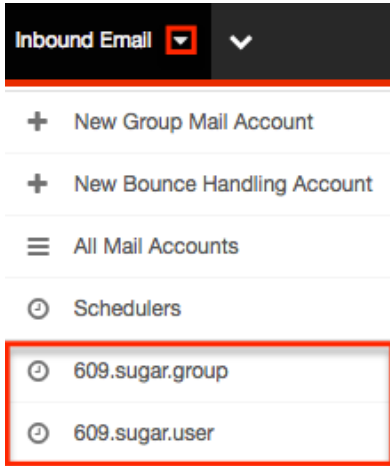 Inbound Email
New Group Mail Account
New Bounce Handling Account
All Mail Accounts
Schedulers
609.sugar.group
609.sugar.user